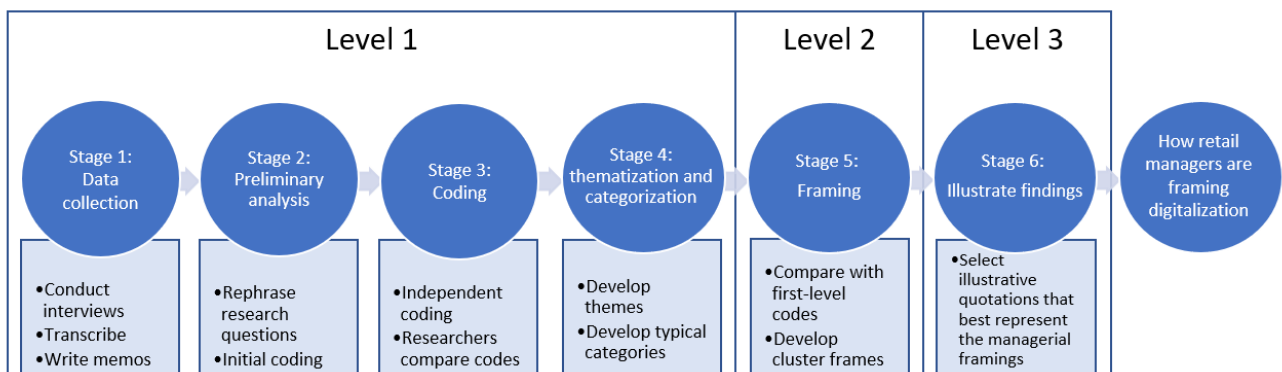 Level 1
Level 2
Level 3
Stage 1:
Data
collection
Stage 2:
Preliminary
analysis
Stage 3:
Coding
Stage 4:
thematization and
categorization
Stage 5:
Framing
Stage 6:
Illustrate findings
How retail
managers are
framing
digitalization
•Conduct
interviews
•Transcribe
•Write memos
•Rephrase
research
questions
•Initial coding
•Independent
coding
•Researchers
compare codes
•Develop
themes
•Develop typical
categories
•Compare with
first-level
codes
•Develop
cluster frames
•Select
illustrative
quotations that
best represent
the managerial
framings